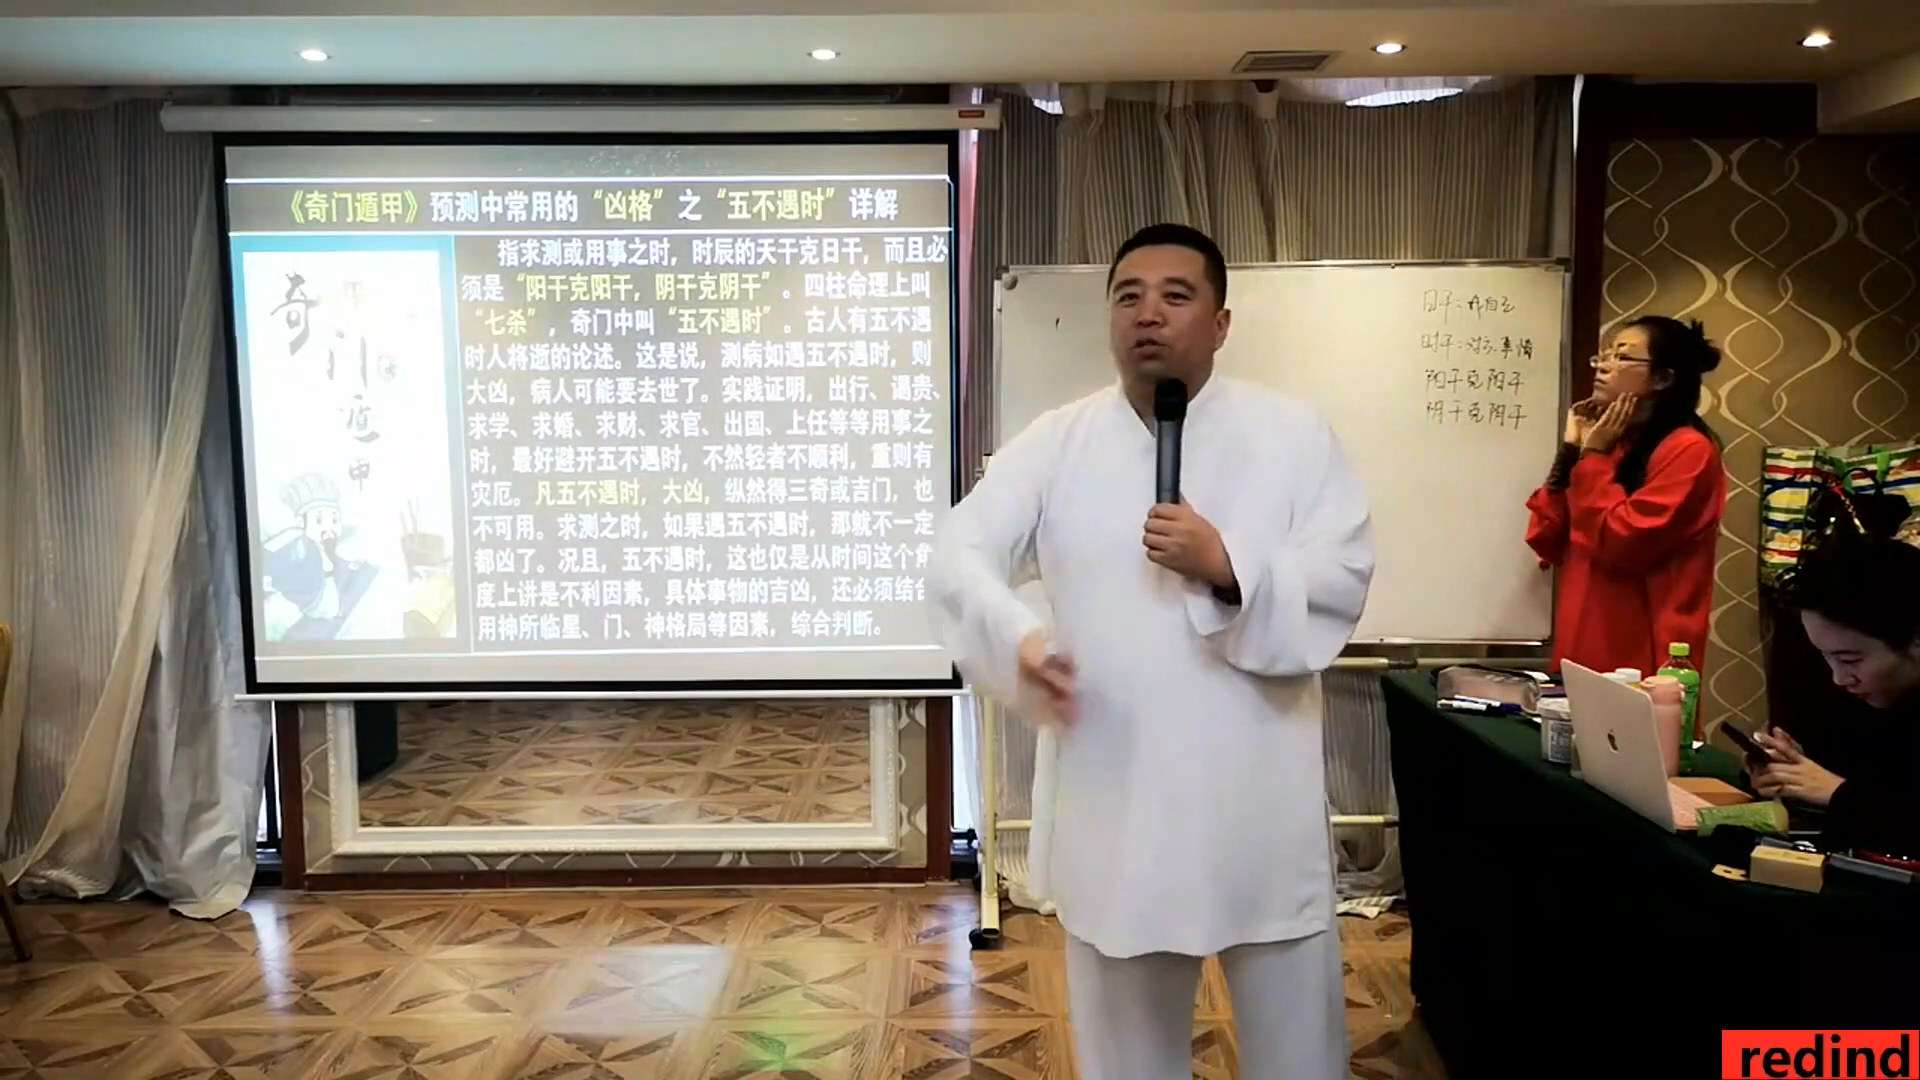 《奇门遁甲》预测中常用的“凶格”之“五不遇时”详解
指求测或用事之时，时辰的天干克日干，而且必
须是“阳干克阳干，阴干克阴干”。四柱命理上叫
“七杀”，奇门中叫“五不遇时”。古人有五不遇
时人将逝的论述。这是说，测病如遇五不遇时，则
大凶，病人可能要去世了。实践证明，出行、谒贵、
求学、求婚、求财、求官、出国、上任等等用事之
时，最好避开五不遇时，不然轻者不顺利，重则有
灾厄。凡五不遇时，大凶，纵然得三奇或吉门，也
不可用。求测之时，如果遇五不遇时，那就不一定
都凶了。况且，五不遇时，这也仅是从时间这个角
度上讲是不利因素，具体事物的吉凶，还必须结合
用神所临星、门、神格局等因素，综合判断。
奇
门
遁
甲
日干：
时干：事情
阳干克阳干
阴干克阴干
redind